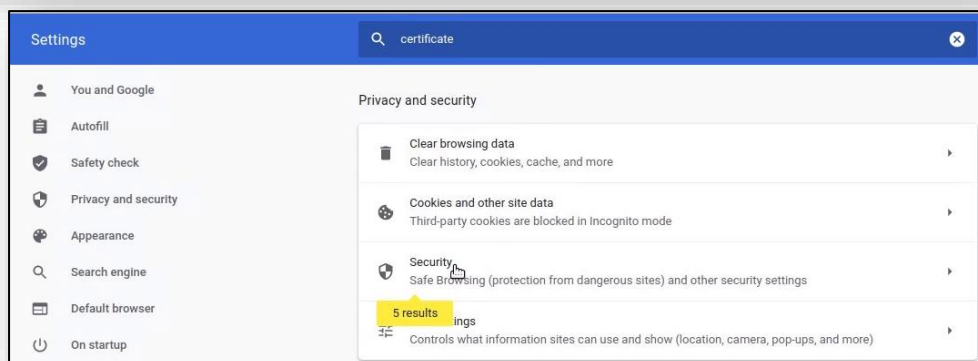 Settings
certificate
You and Google
Autofill
Safety check
Privacy and security
Appearance
Search engine
Default browser
On startup
Privacy and security
Clear browsing data
Clear history, cookies, cache, and more
Cookies and other site data
Third-party cookies are blocked in Incognito mode
Security
Safe Browsing (protection from dangerous sites) and other security settings
5 results
ings
Controls what information sites can use and show (location, camera, pop-ups, and more)